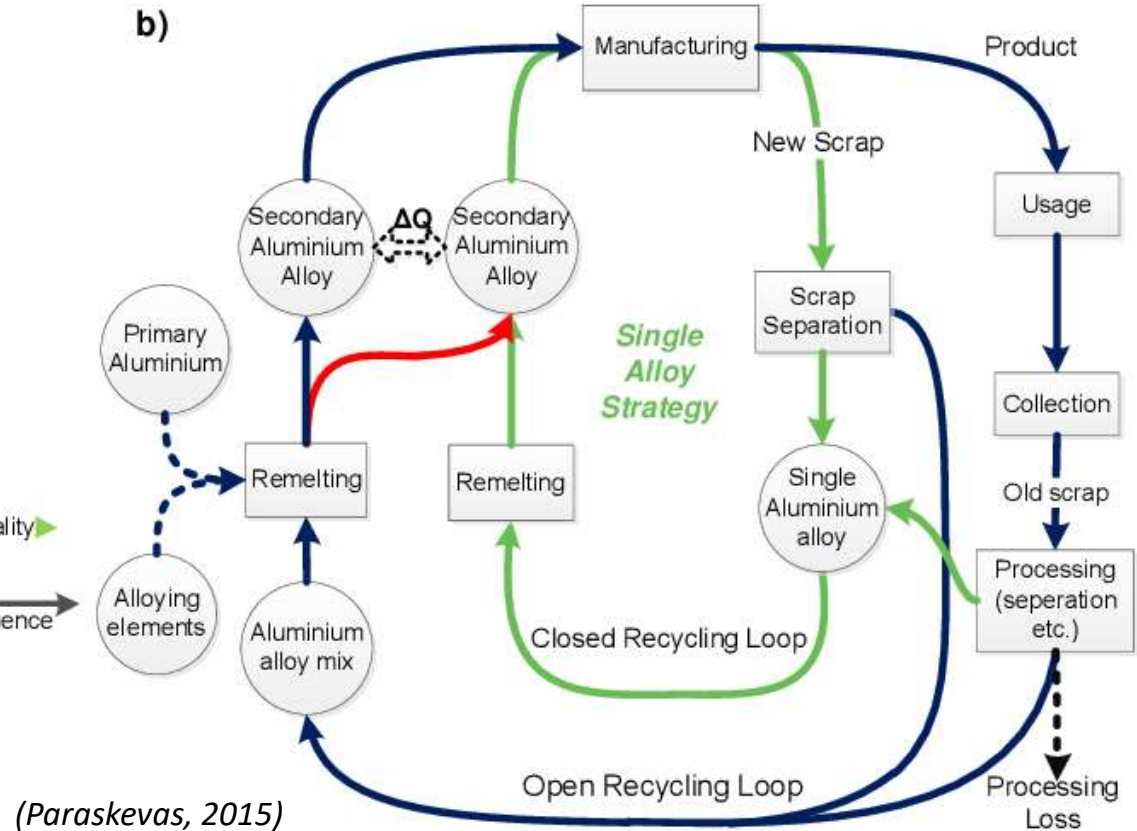 b)
Manufacturing
Product
New Scrap
Usage
Secondary
Aluminium
Alloy
ΔQ
Secondary
Aluminium
Alloy
Scrap
Separation
Primary
Aluminium
Single
Alloy
Strategy
Collection
Remelting
Remelting
Single
Aluminium
alloy
Old scrap
ality
ence
Alloying
elements
Aluminium
alloy mix
Processing
(seperation
etc.)
Closed Recycling Loop
Open Recycling Loop
Processing
Loss
(Paraskevas, 2015)